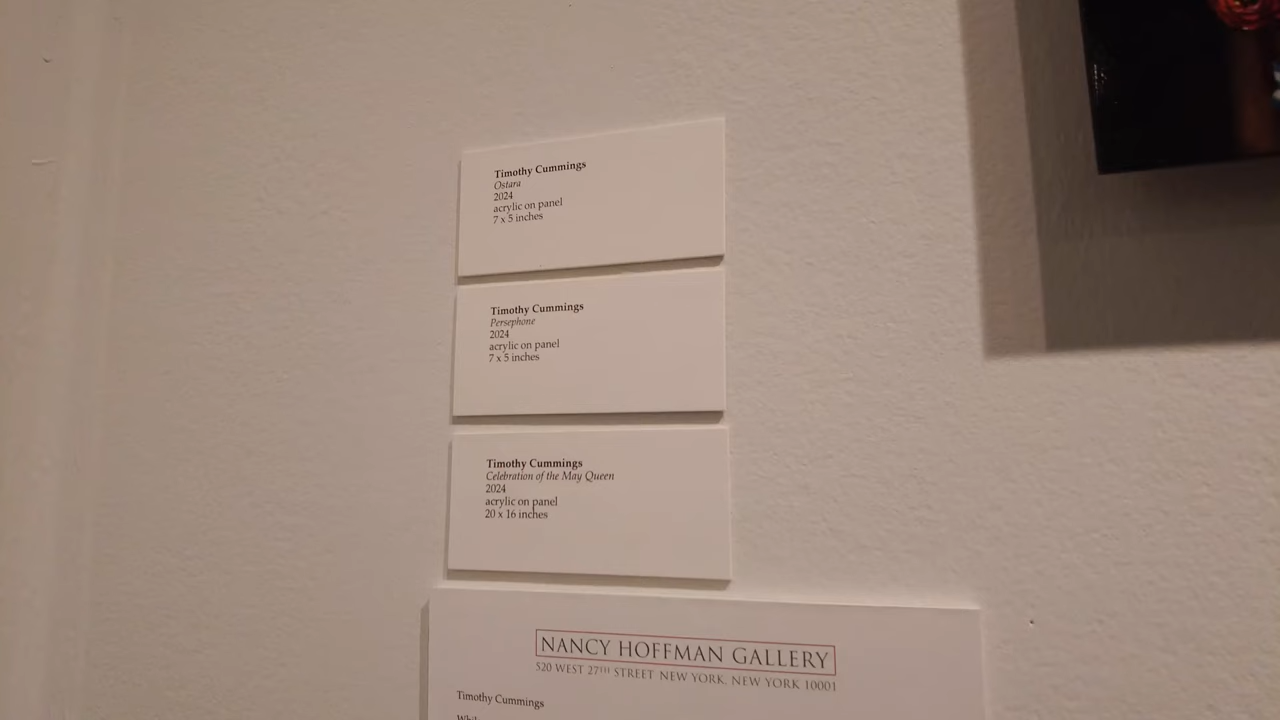 Timothy Cummings
Ostara
2024
acrylic on panel
7 x 5 inches
Timothy Cummings
Persephone
2024
acrylic on panel
7 x 5 inches
Timothy Cummings
Celebration of the May Queen
2024
acrylic on panel
20 x 16 inches
NANCY HOFFMAN GALLERY
520 WEST 27TH STREET NEW YORK, NEW YORK 10001
Timothy Cummings